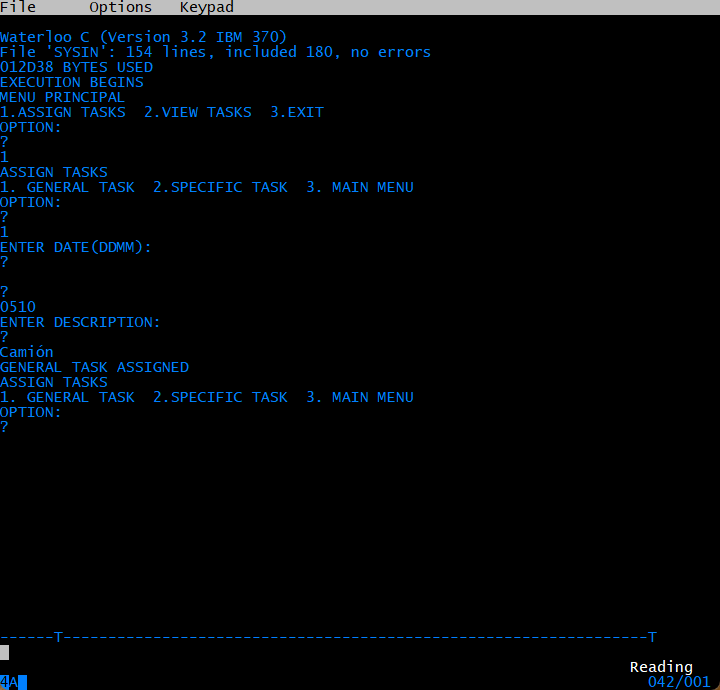 File Options Keypad
Waterloo C (Version 3.2 IBM 370)
File 'SYSIN': 154 lines, included 180, no errors
012D38 BYTES USED
EXECUTION BEGINS
MENU PRINCIPAL
1.ASSIGN TASKS 2.VIEW TASKS 3.EXIT
OPTION:
?
1
ASSIGN TASKS
1. GENERAL TASK 2.SPECIFIC TASK 3. MAIN MENU
OPTION:
?
1
ENTER DATE(DDMM):
?
?
0510
ENTER DESCRIPTION:
?
Camión
GENERAL TASK ASSIGNED
ASSIGN TASKS
1. GENERAL TASK 2.SPECIFIC TASK 3. MAIN MENU
OPTION:
?
------T-----------------------------------------------------------------T
Reading
4A 042/001